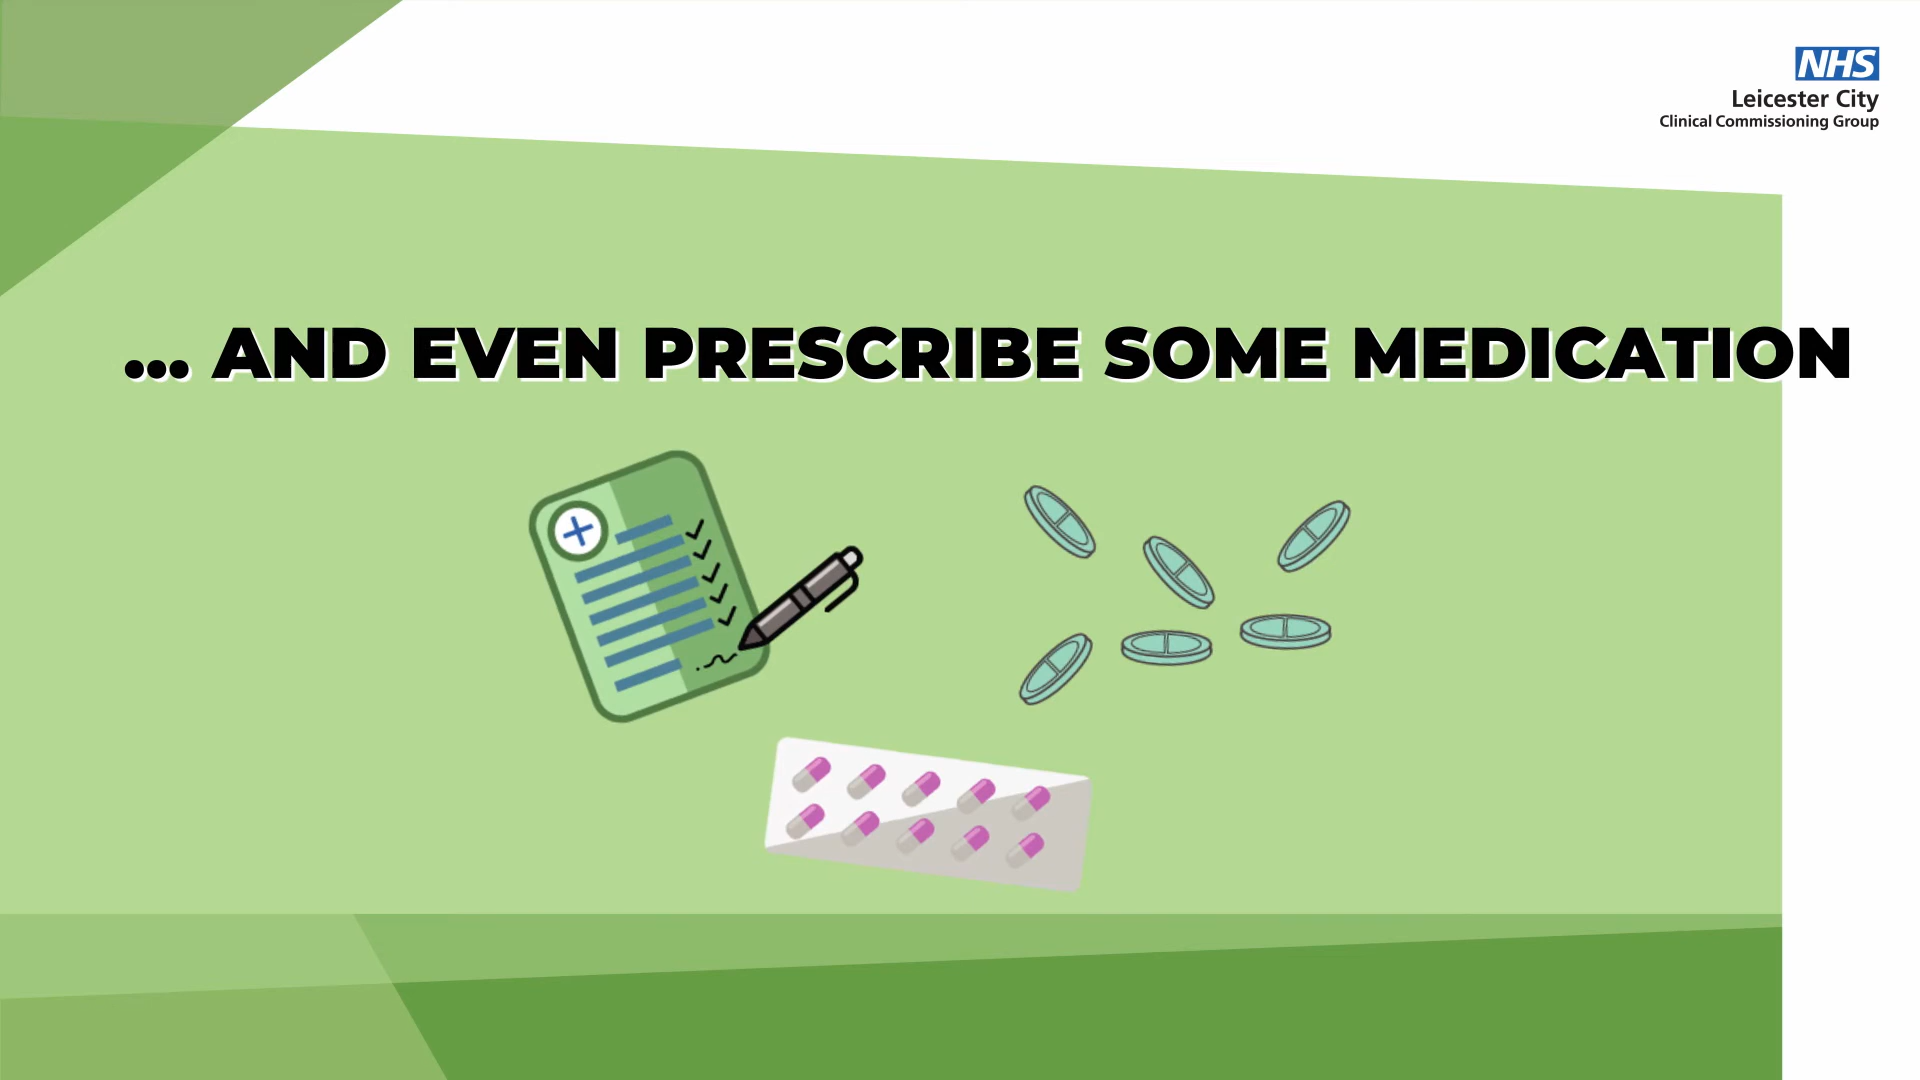 NHS
Leicester City
Clinical Commissioning Group
... AND EVEN PRESCRIBE SOME MEDICATION